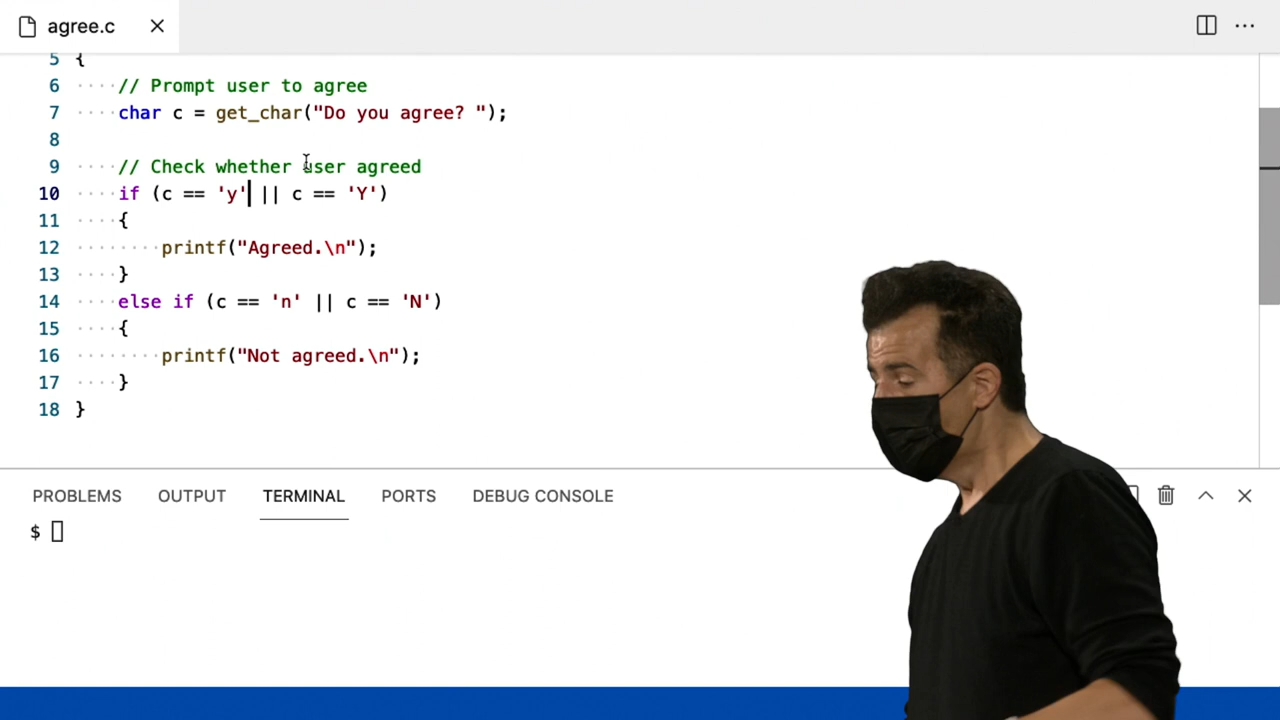 agree.c
5 {
6 // Prompt user to agree
7 char c = get_char("Do you agree? ");
8
9 // Check whether user agreed
10 if (c == 'y' || c == 'Y')
11 {
12 printf("Agreed.\n");
13 }
14 else if (c == 'n' || c == 'N')
15 {
16 printf("Not agreed.\n");
17 }
18 }
PROBLEMS OUTPUT TERMINAL PORTS DEBUG CONSOLE
$